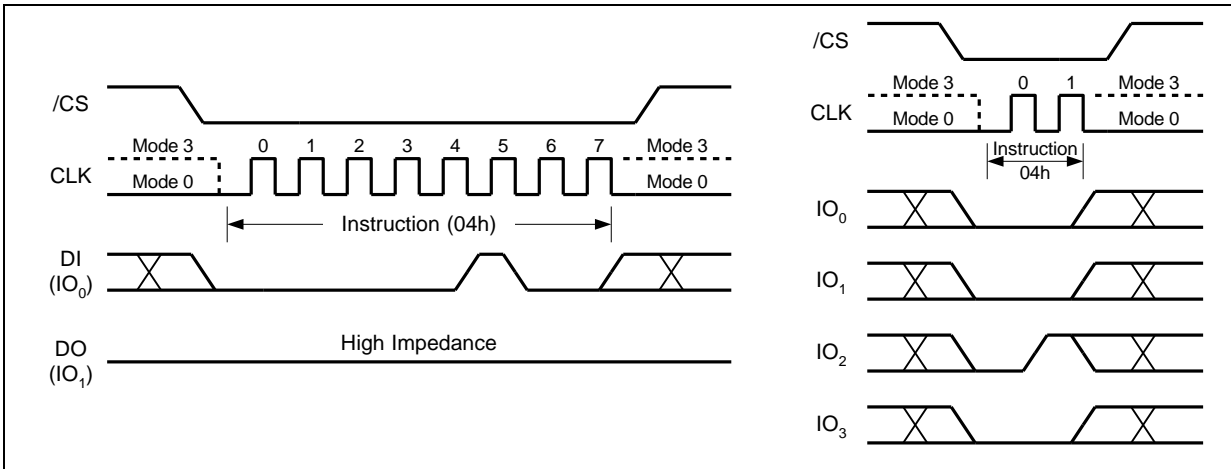 /CS
Mode 3 0 1 2 3 4 5 6 7 Mode 3
CLK
Mode 0 Mode 0
Instruction (04h)
DI
(IO0)
High Impedance
DO
(IO1)
/CS
Mode 3 0 1 Mode 3
CLK
Mode 0 Mode 0
Instruction
04h
IO0
IO1
IO2
IO3